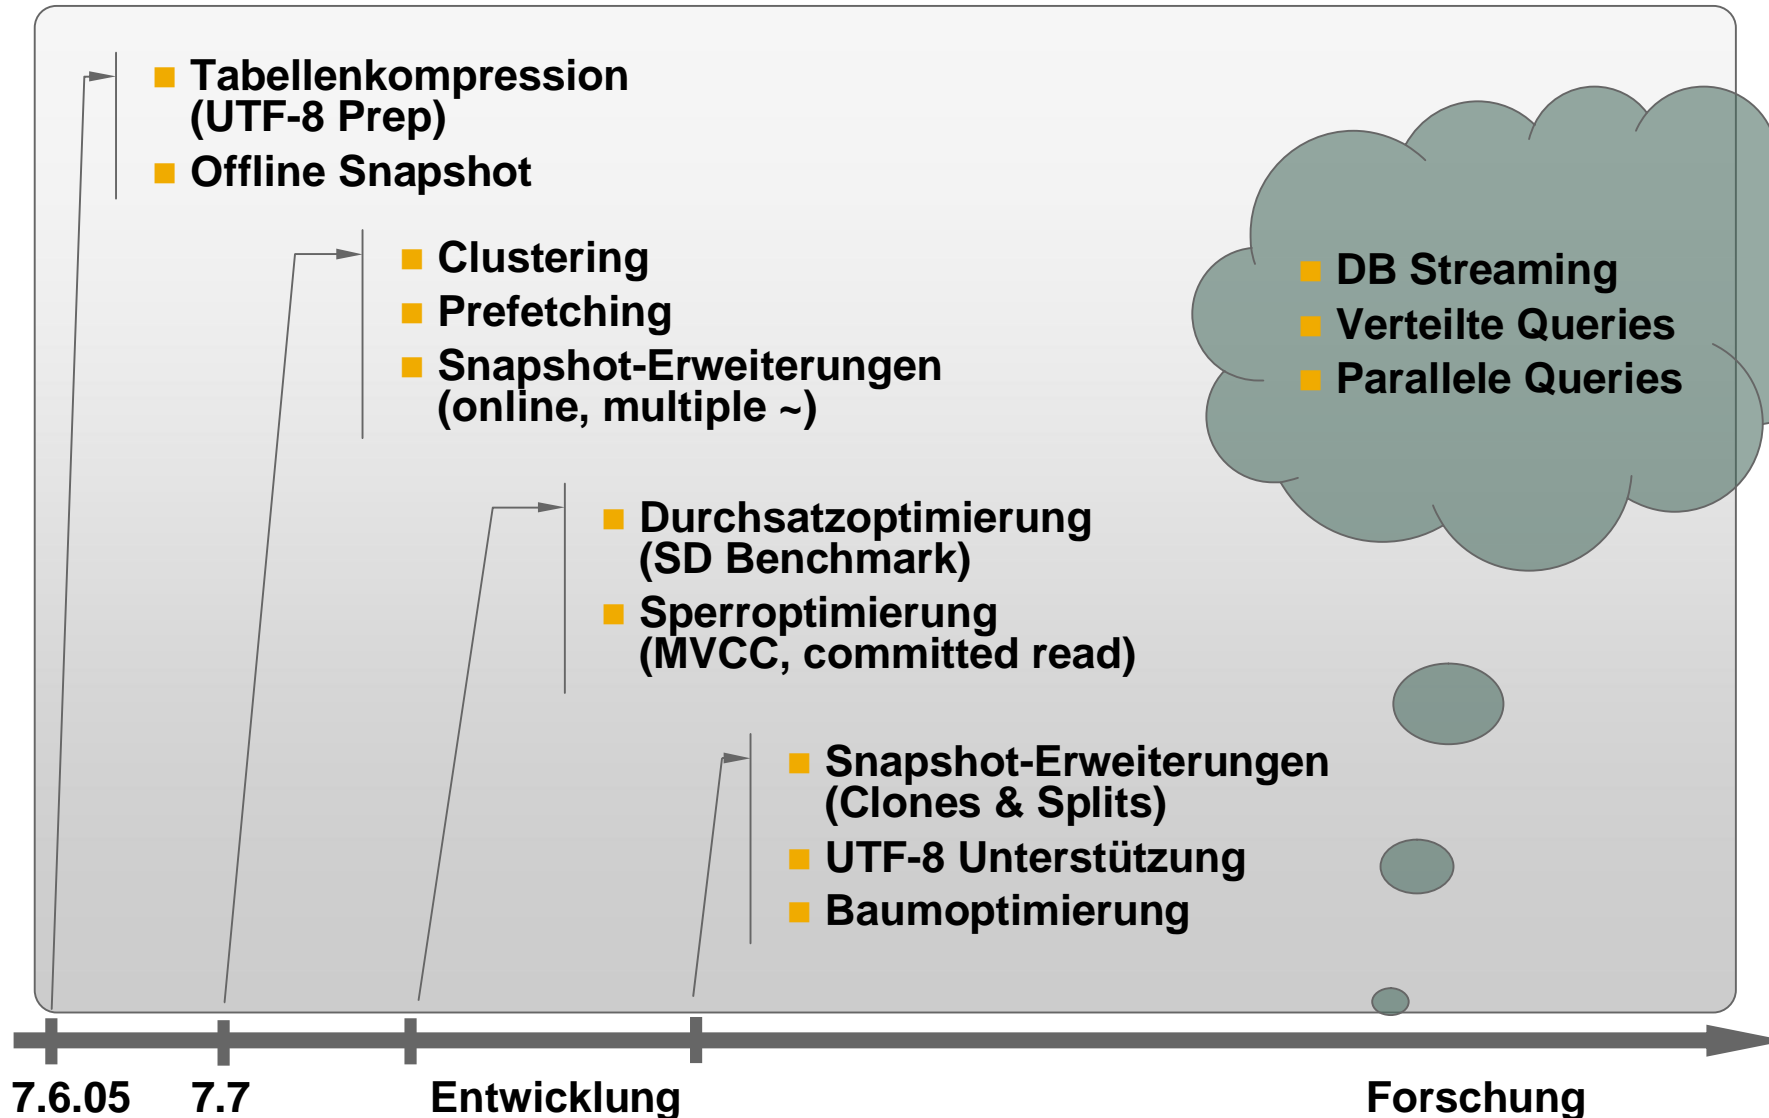 Tabellenkompression
(UTF-8 Prep)
Offline Snapshot
Clustering
Prefetching
Snapshot-Erweiterungen
(online, multiple ~)
DB Streaming
Verteilte Queries
Parallele Queries
Durchsatzoptimierung
(SD Benchmark)
Sperroptimierung
(MVCC, committed read)
Snapshot-Erweiterungen
(Clones & Splits)
UTF-8 Unterstützung
Baumoptimierung
7.6.05 7.7 Entwicklung Forschung